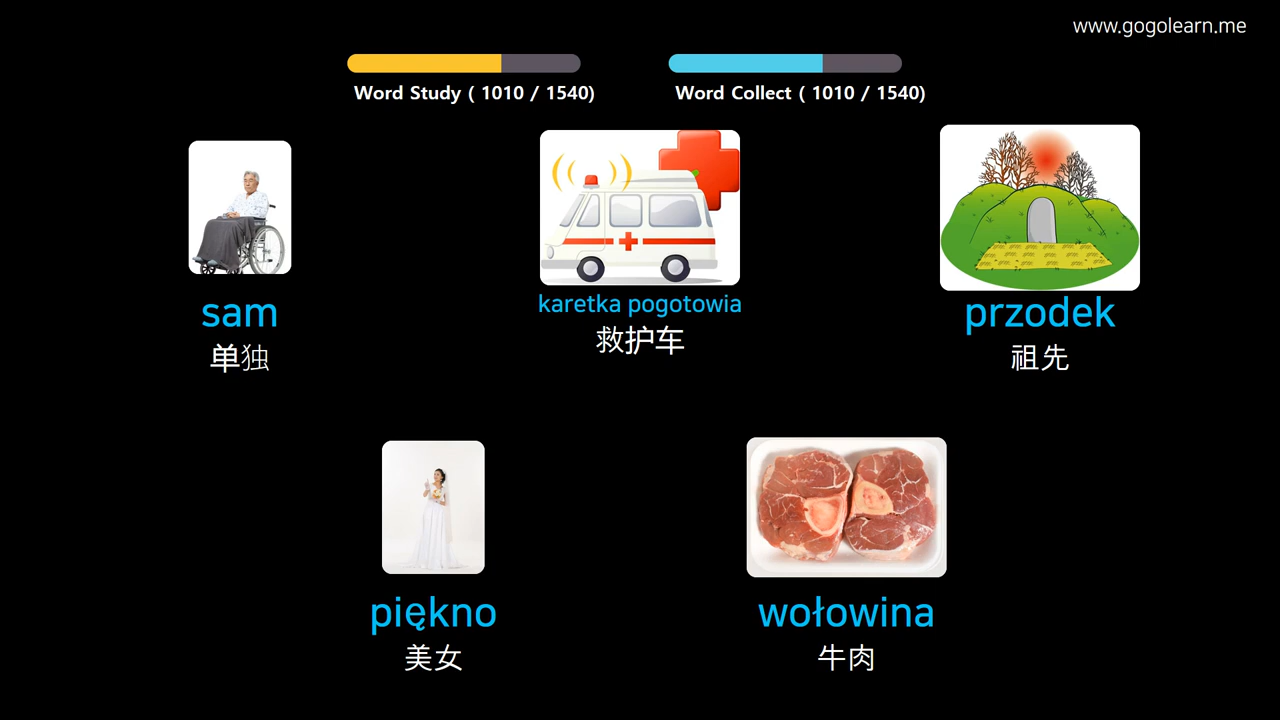 www.gogolearn.me
Word Study ( 1010 / 1540)
Word Collect ( 1010 / 1540)
sam
单独
karetka pogotowia
救护车
przodek
祖先
piękno
美女
wołowina
牛肉